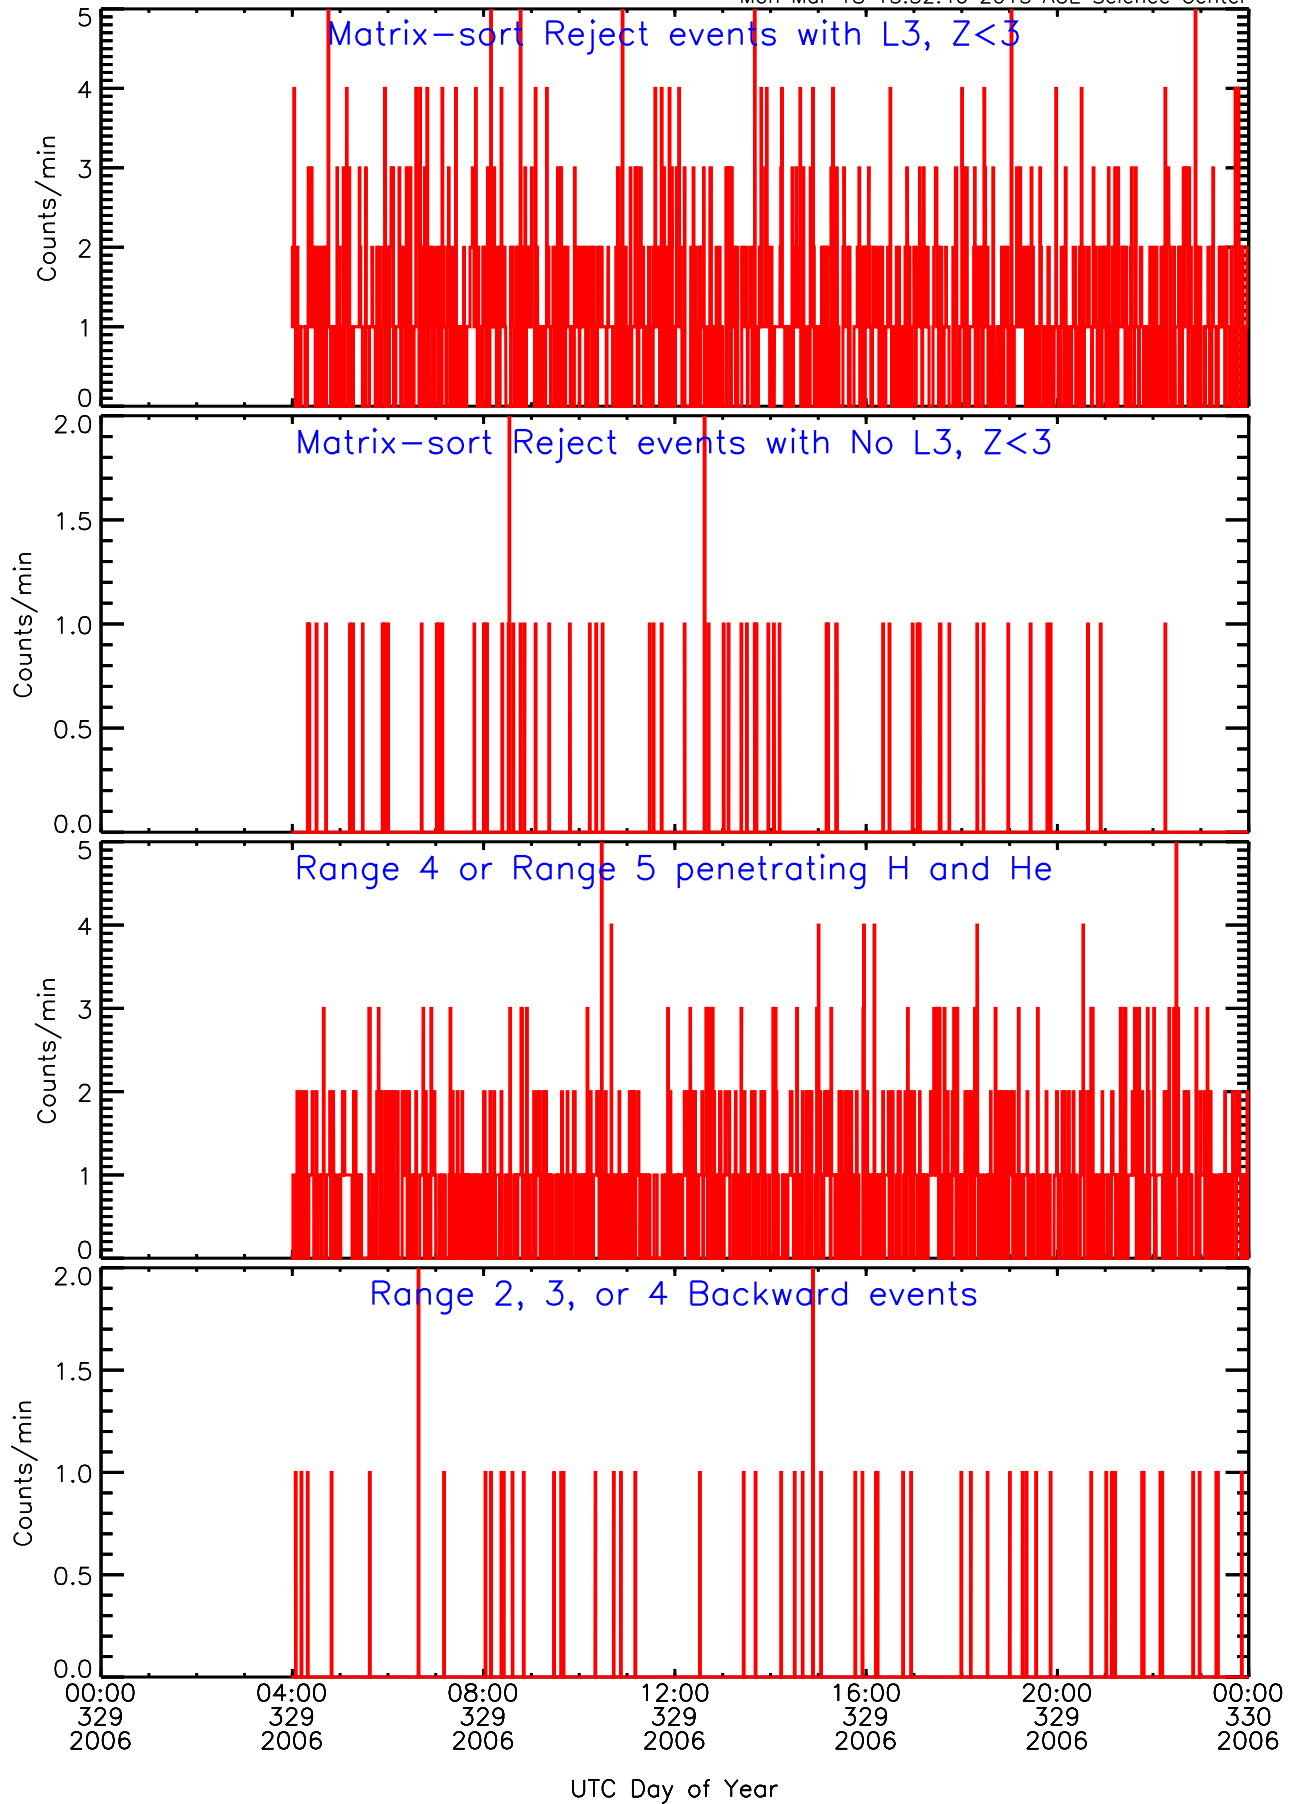 Science Center
5
Matrix-sort Reject events with L3, Z<3
4
3
2
1
0
Counts/min
2.0
Matrix-sort Reject events with No L3, Z<3
1.5
1.0
0.5
0.0
Counts/min
5
Range 4 or Range 5 penetrating H and He
4
3
2
1
0
Counts/min
2.0
Range 2, 3, or 4 Backward events
1.5
1.0
0.5
0.0
Counts/min
00:00 04:00 08:00 12:00 16:00 20:00 00:00
329 329 329 329 329 329 330
2006 2006 2006 2006 2006 2006 2006
UTC Day of Year